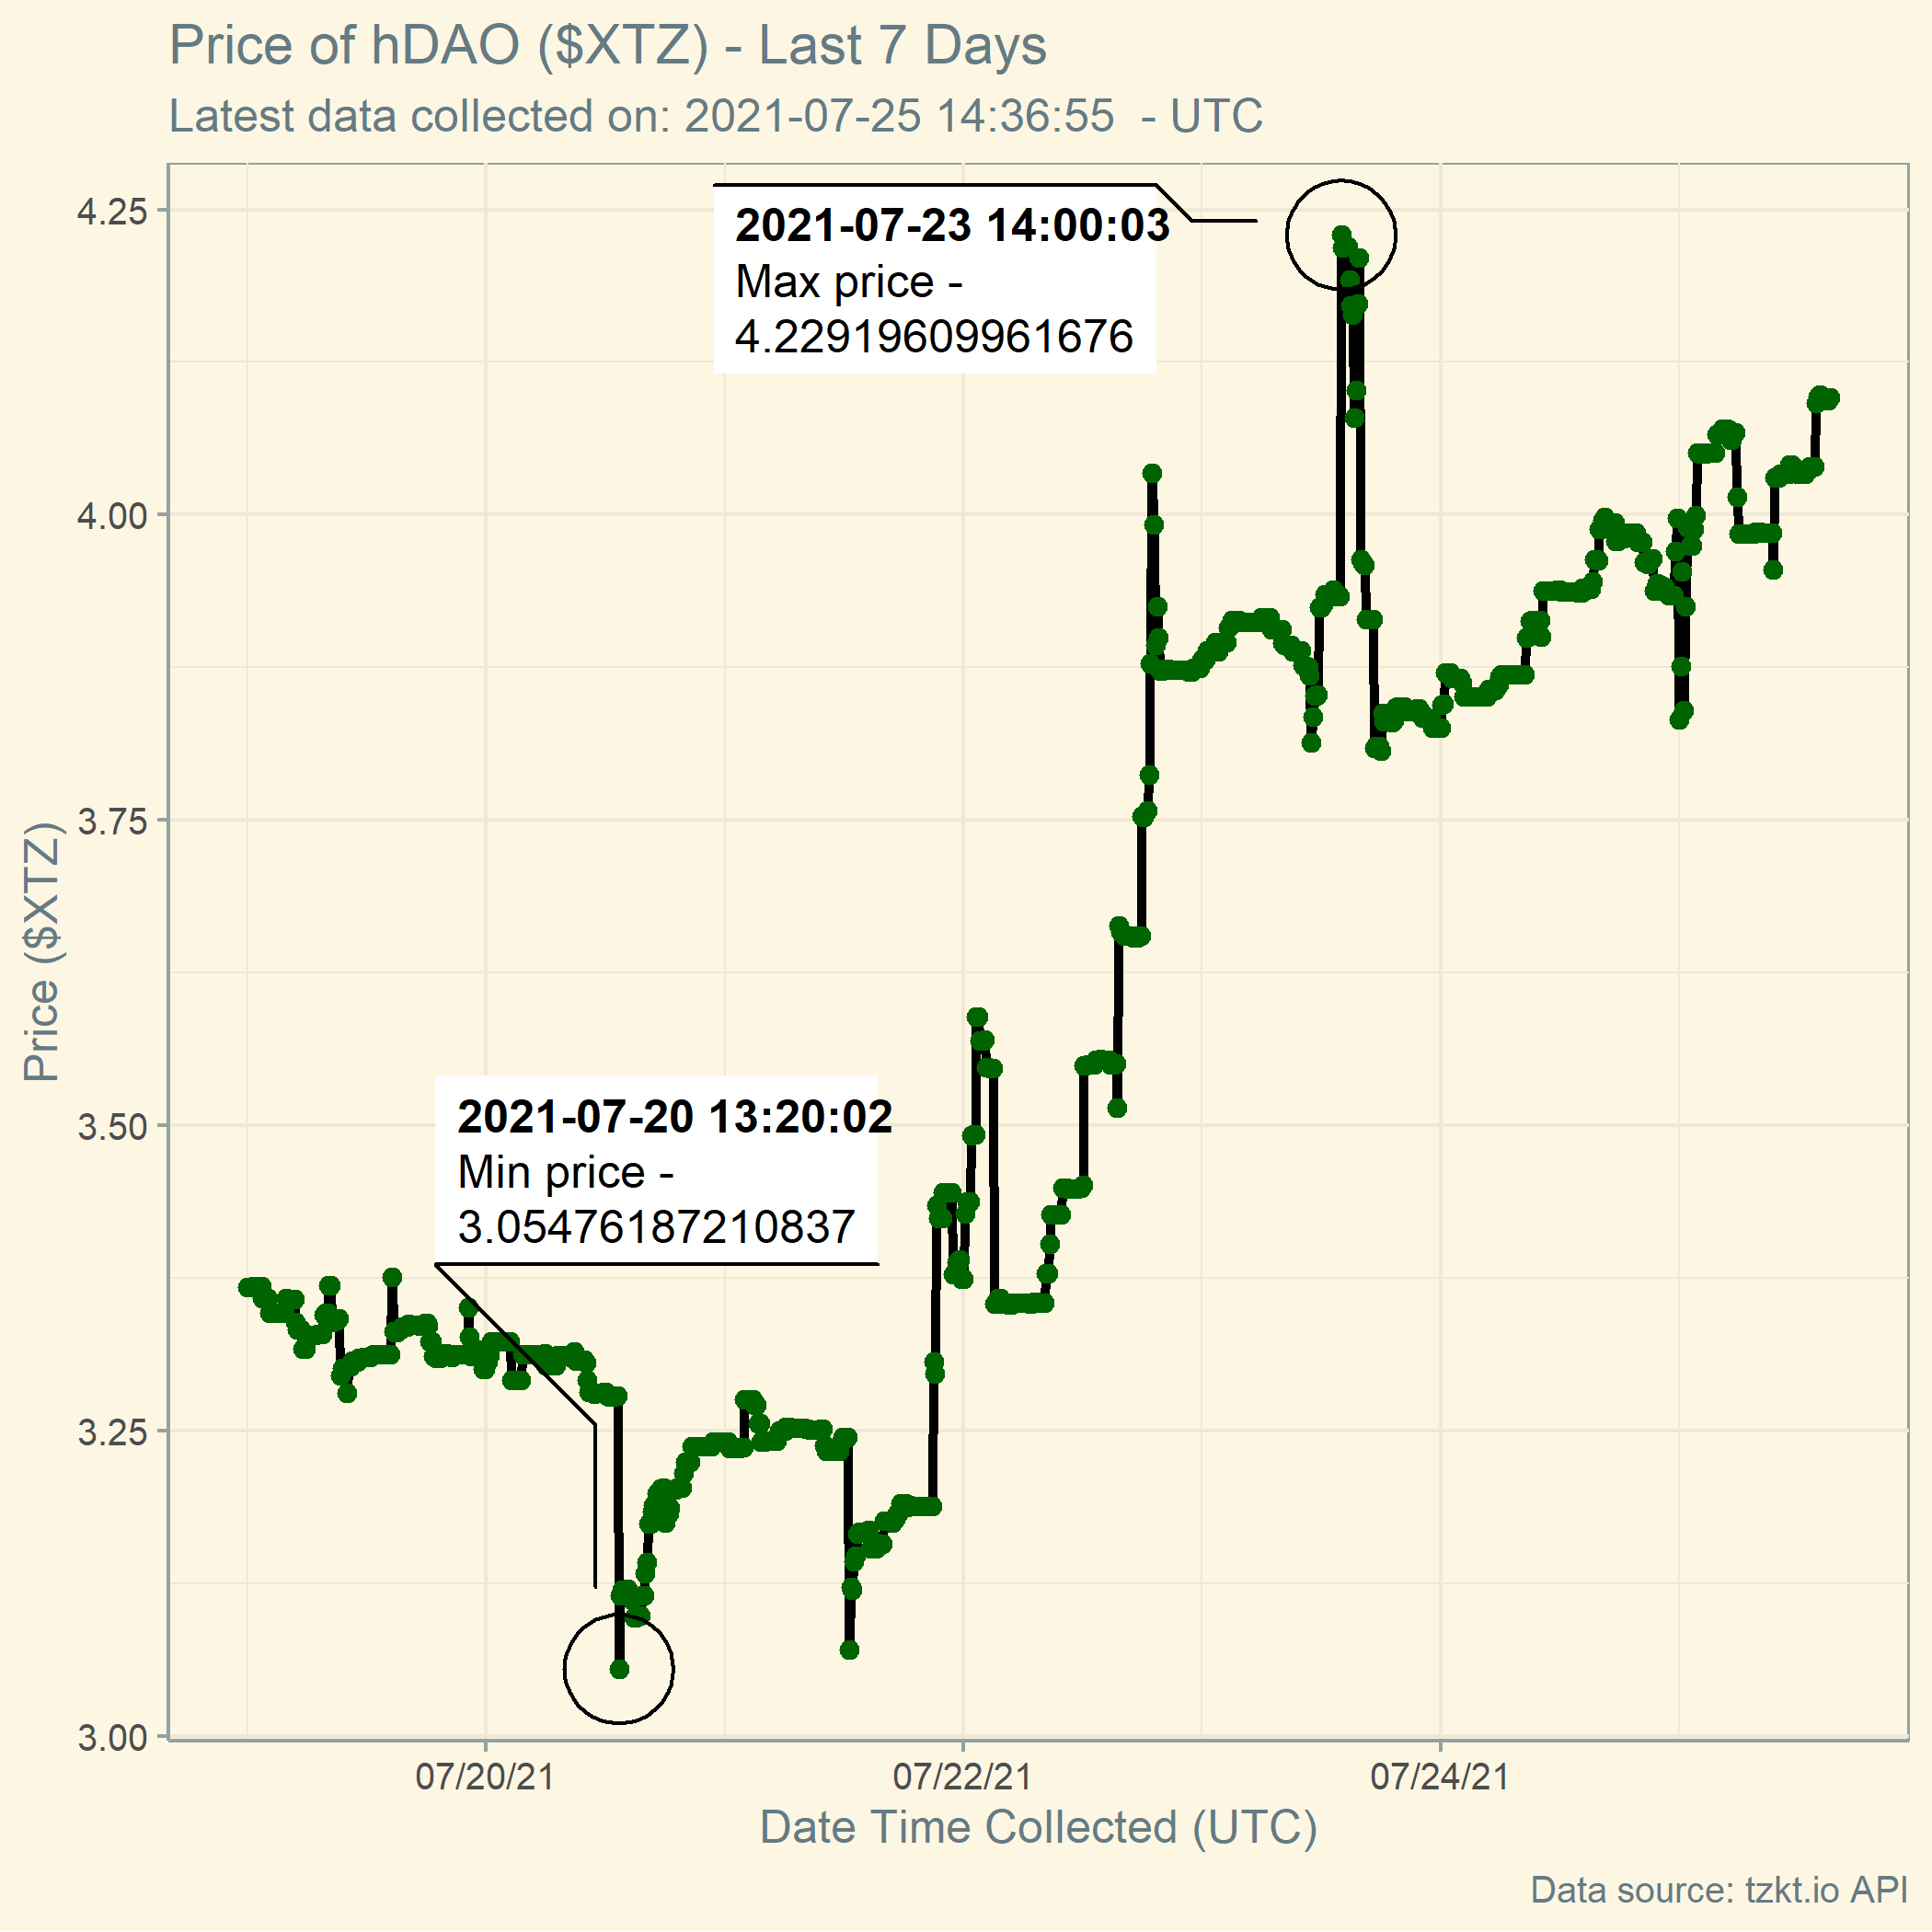 Price of hDAO ($XTZ) - Last 7 Days
Latest data collected on: 2021-07-25 14:36:55  - UTC
4.25
4.00
3.75
3.50
3.25
3.00
Price ($XTZ)
2021-07-23 14:00:03
Max price -
4.22919609961676
2021-07-20 13:20:02
Min price -
3.05476187210837
07/20/21
07/22/21
07/24/21
Date Time Collected (UTC)
Data source: tzkt.io API